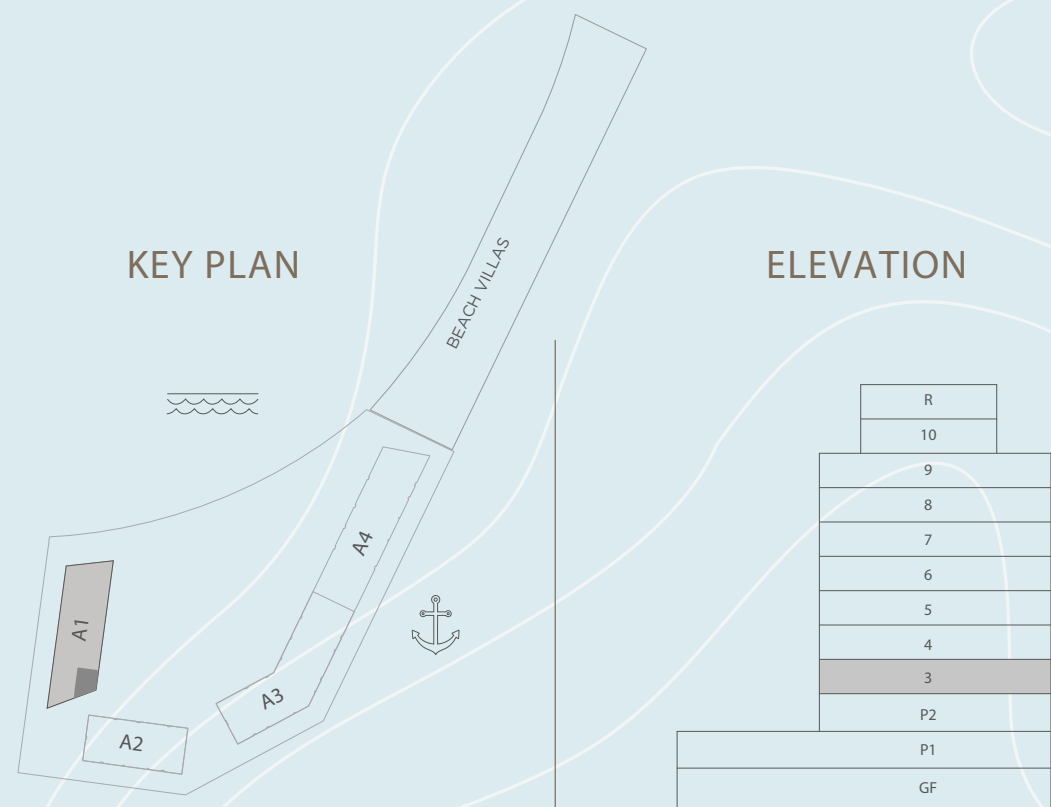 KEY PLAN
BEACH VILLAS
A4
A1
A3
A2
ELEVATION
R
10
9
8
7
6
5
4
3
P2
P1
GF